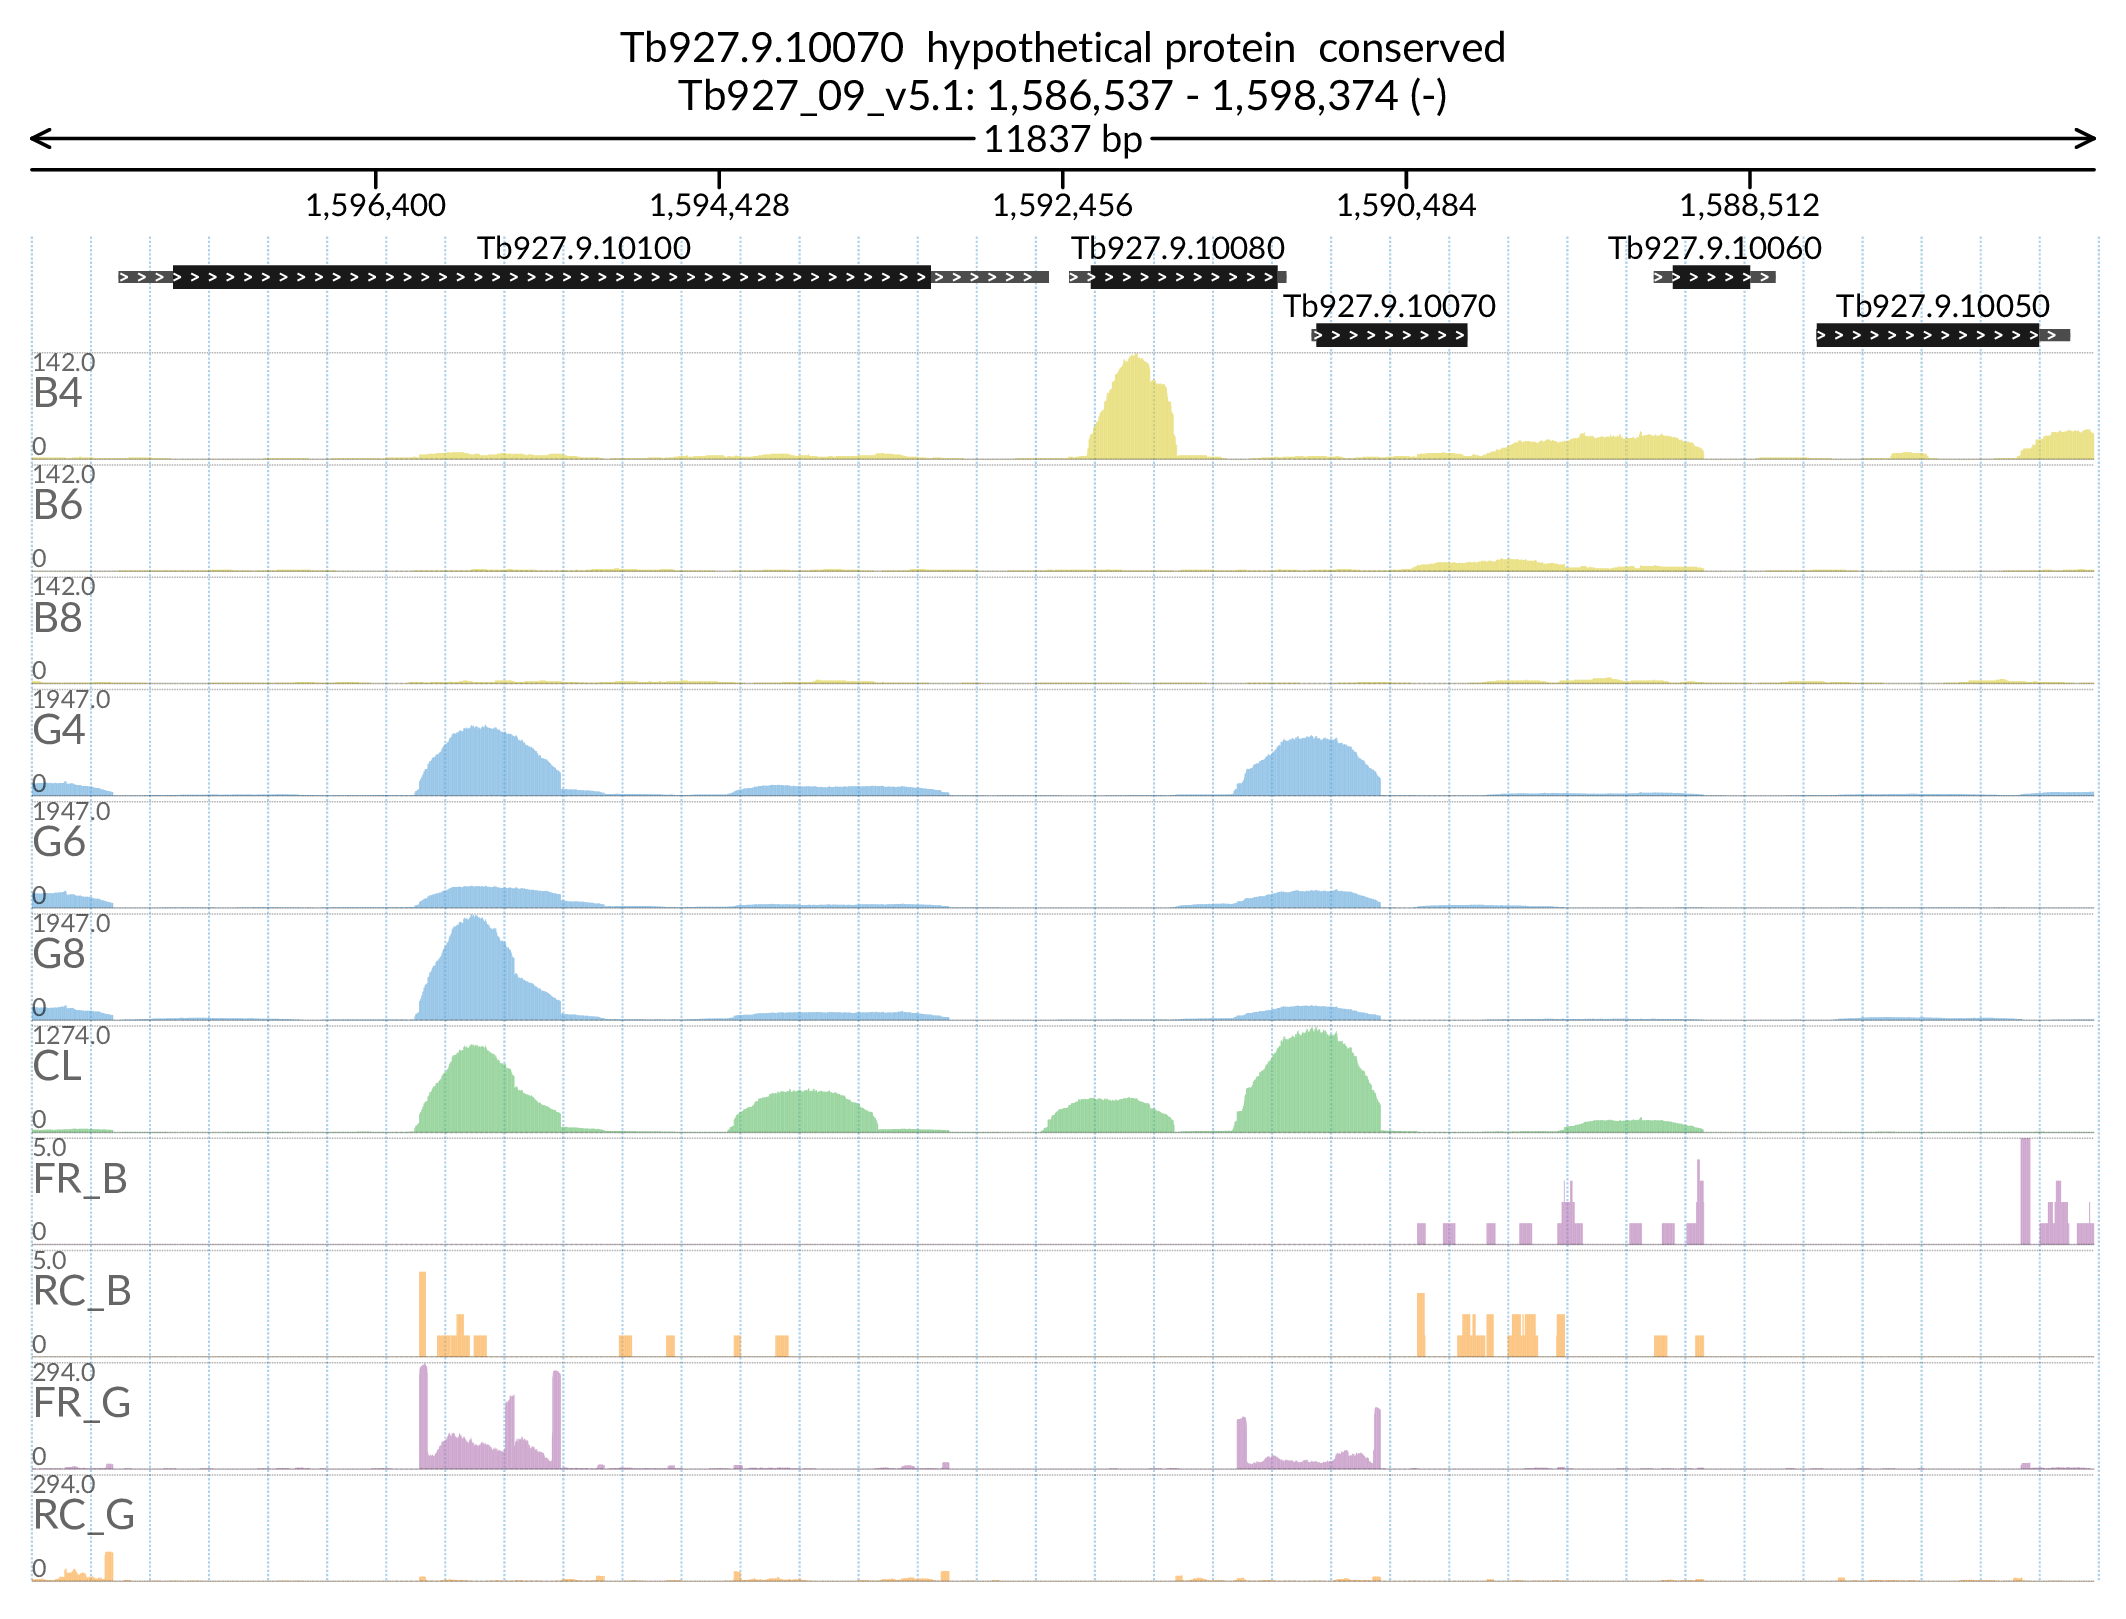 Tb927.9.10070  hypothetical protein  conserved
Tb927_09_v5.1: 1,586,537 - 1,598,374 (-)
11837 bp
1,596,400 1,594,428 1,592,456 1,590,484 1,588,512
Tb927.9.10100 Tb927.9.10080 Tb927.9.10060
Tb927.9.10070 Tb927.9.10050
142.0
B4
0
142.0
B6
0
142.0
B8
0
1947.0
G4
0
1947.0
G6
0
1947.0
G8
0
1274.0
CL
0
5.0
FR_B
0
5.0
RC_B
0
294.0
FR_G
0
294.0
RC_G
0